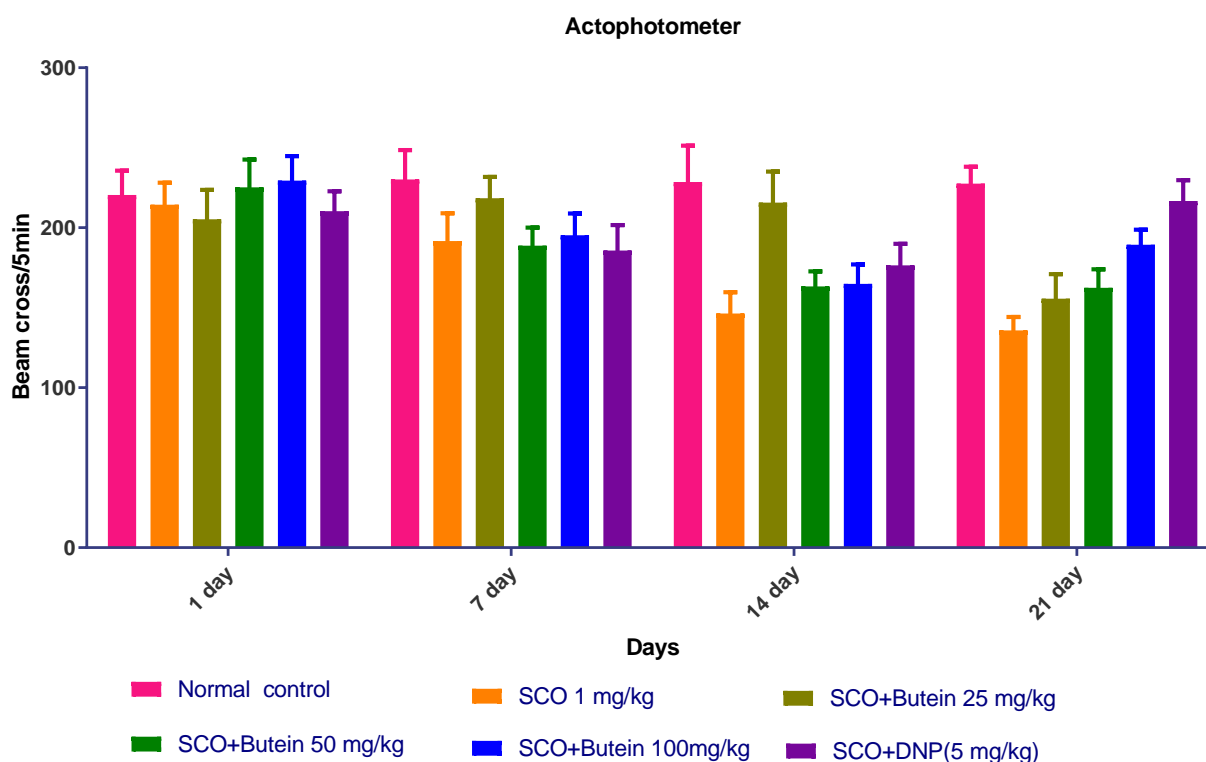 Actophotometer
300
200
100
0
Beam cross/5min
1 day
7 day
14 day
21 day
Days
Normal control
SCO 1 mg/kg
SCO+Butein 25 mg/kg
SCO+Butein 50 mg/kg
SCO+Butein 100mg/kg
SCO+DNP(5 mg/kg)